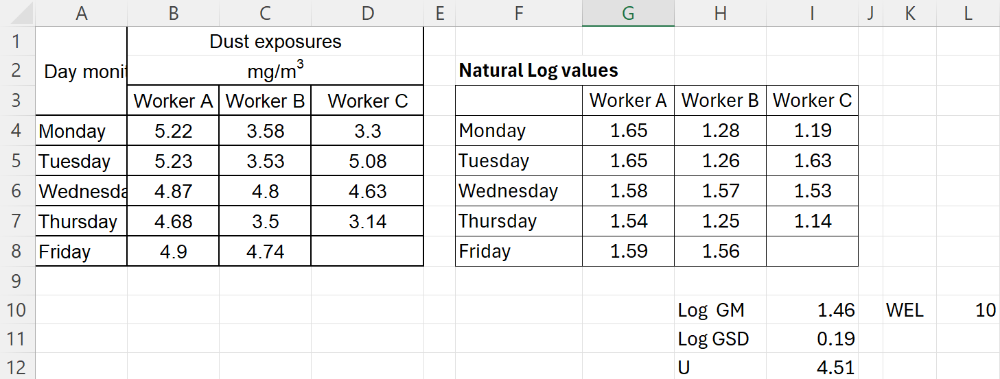 A B C D E F G H I J K L
1 Dust exposures
2 Day monit mg/m³ Natural Log values
3 Worker A Worker B Worker C Worker A Worker B Worker C
4 Monday 5.22 3.58 3.3 Monday 1.65 1.28 1.19
5 Tuesday 5.23 3.53 5.08 Tuesday 1.65 1.26 1.63
6 Wednesda 4.87 4.8 4.63 Wednesday 1.58 1.57 1.53
7 Thursday 4.68 3.5 3.14 Thursday 1.54 1.25 1.14
8 Friday 4.9 4.74 Friday 1.59 1.56
9
10 Log GM 1.46 WEL 10
11 Log GSD 0.19
12 U 4.51